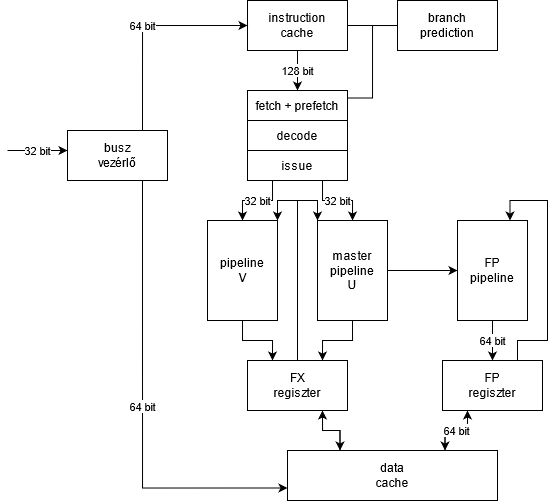 instruction
cache
branch
prediction
64 bit
128 bit
fetch + prefetch
decode
issue
32 bit
busz
vezérlő
32 bit
32 bit
pipeline
V
master
pipeline
U
FP
pipeline
64 bit
FX
regiszter
FP
regiszter
64 bit
64 bit
data
cache